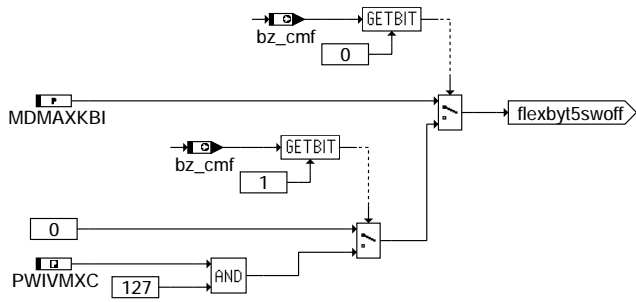 GETBIT
bz_cmf
0
MDMAXKBI
flexbyt5swoff
GETBIT
bz_cmf
1
0
PWIVMXC
AND
127